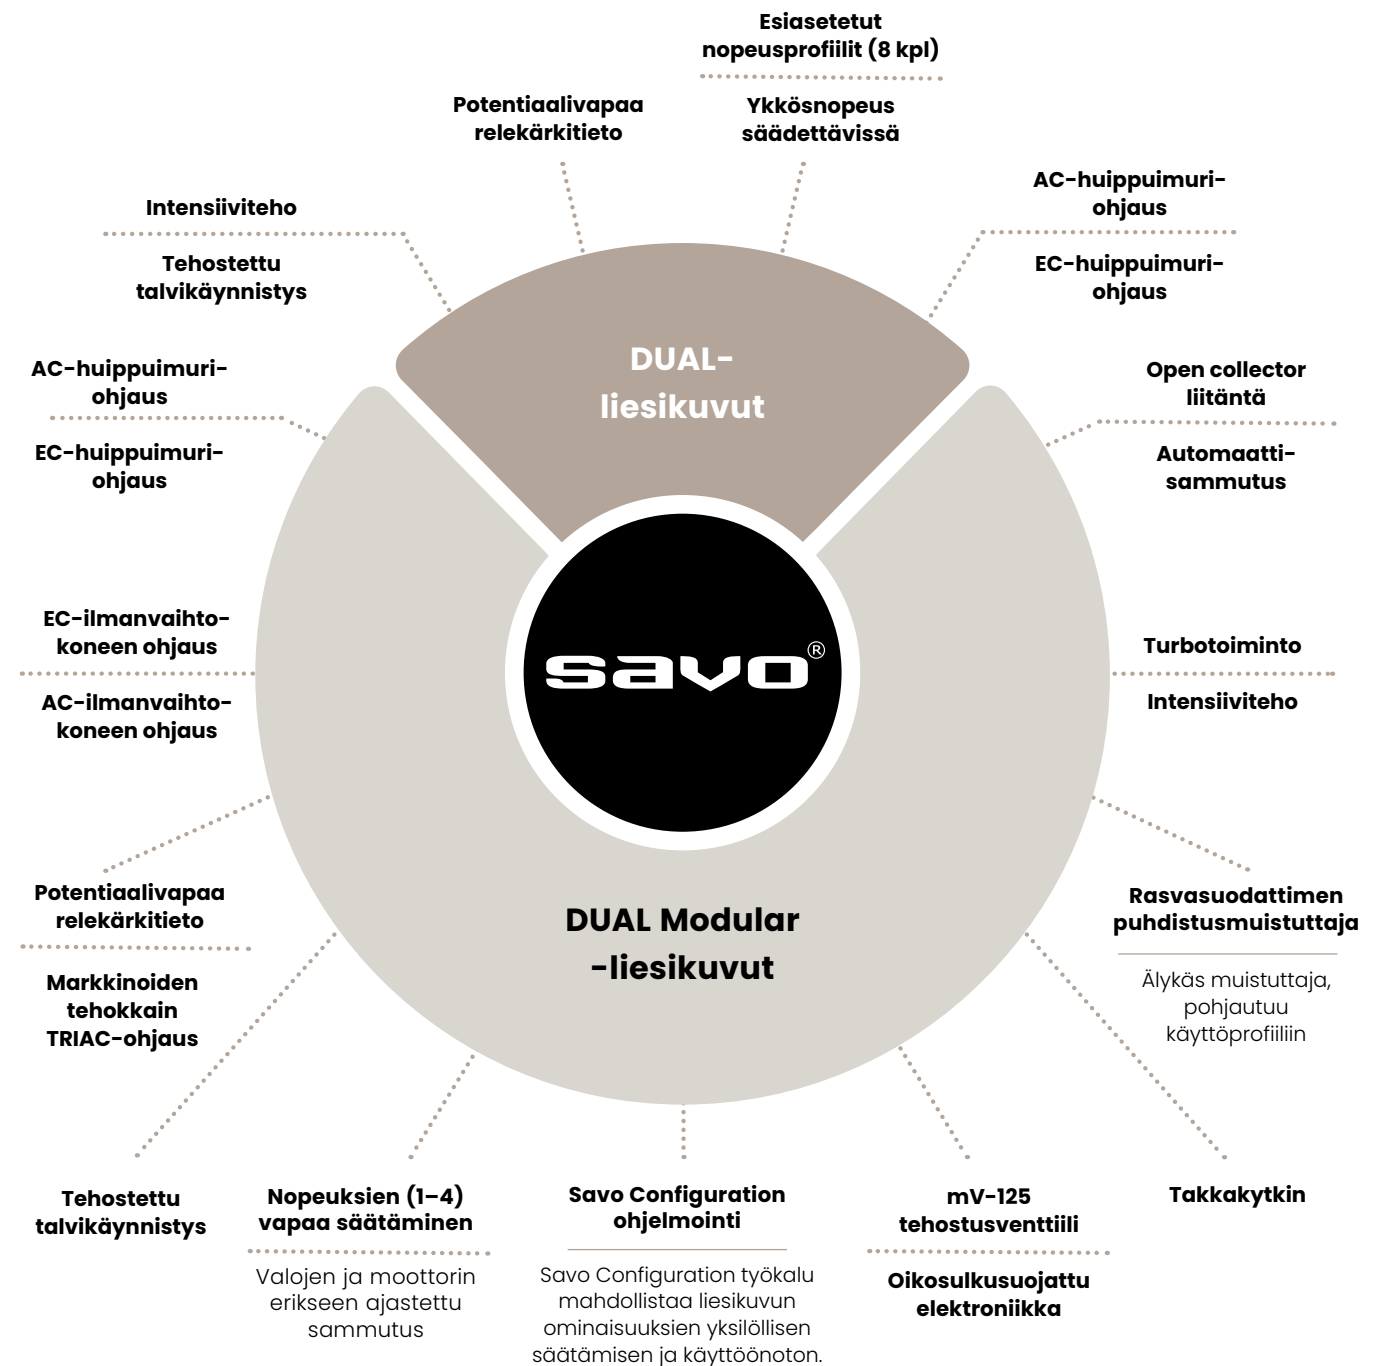 Esiasetetut
nopeusprofiilit (8 kpl)
Ykkösnopeus
säädettävissä
Potentiaalivapaa
relekärkitieto
Intensiiviteho
Tehostettu
talvikäynnistys
AC-huippuimuri-
ohjaus
EC-huippuimuri-
ohjaus
DUAL-
liesikuvut
AC-huippuimuri-
ohjaus
EC-huippuimuri-
ohjaus
Open collector
liitäntä
Automaatti-
sammutus
EC-ilmanvaihto-
koneen ohjaus
AC-ilmanvaihto-
koneen ohjaus
savo®
Turbotoiminto
Intensiiviteho
Potentiaalivapaa
relekärkitieto
Markkinoiden
tehokkain
TRIAC-ohjaus
DUAL Modular
-liesikuvut
Rasvasuodattimen
puhdistusmuistuttaja
Älykäs muistuttaja,
pohjautuu
käyttöprofiiliin
Tehostettu
talvikäynnistys
Nopeuksien (1-4)
vapaa säätäminen
Valojen ja moottorin
erikseen ajastettu
sammutus
Savo Configuration
ohjelmointi
Savo Configuration työkalu
mahdollistaa liesikuvun
ominaisuuksien yksilöllisen
säätämisen ja käyttöönoton.
mV-125
tehostusventtiili
Oikosulkusuojattu
elektroniikka
Takkakytkin